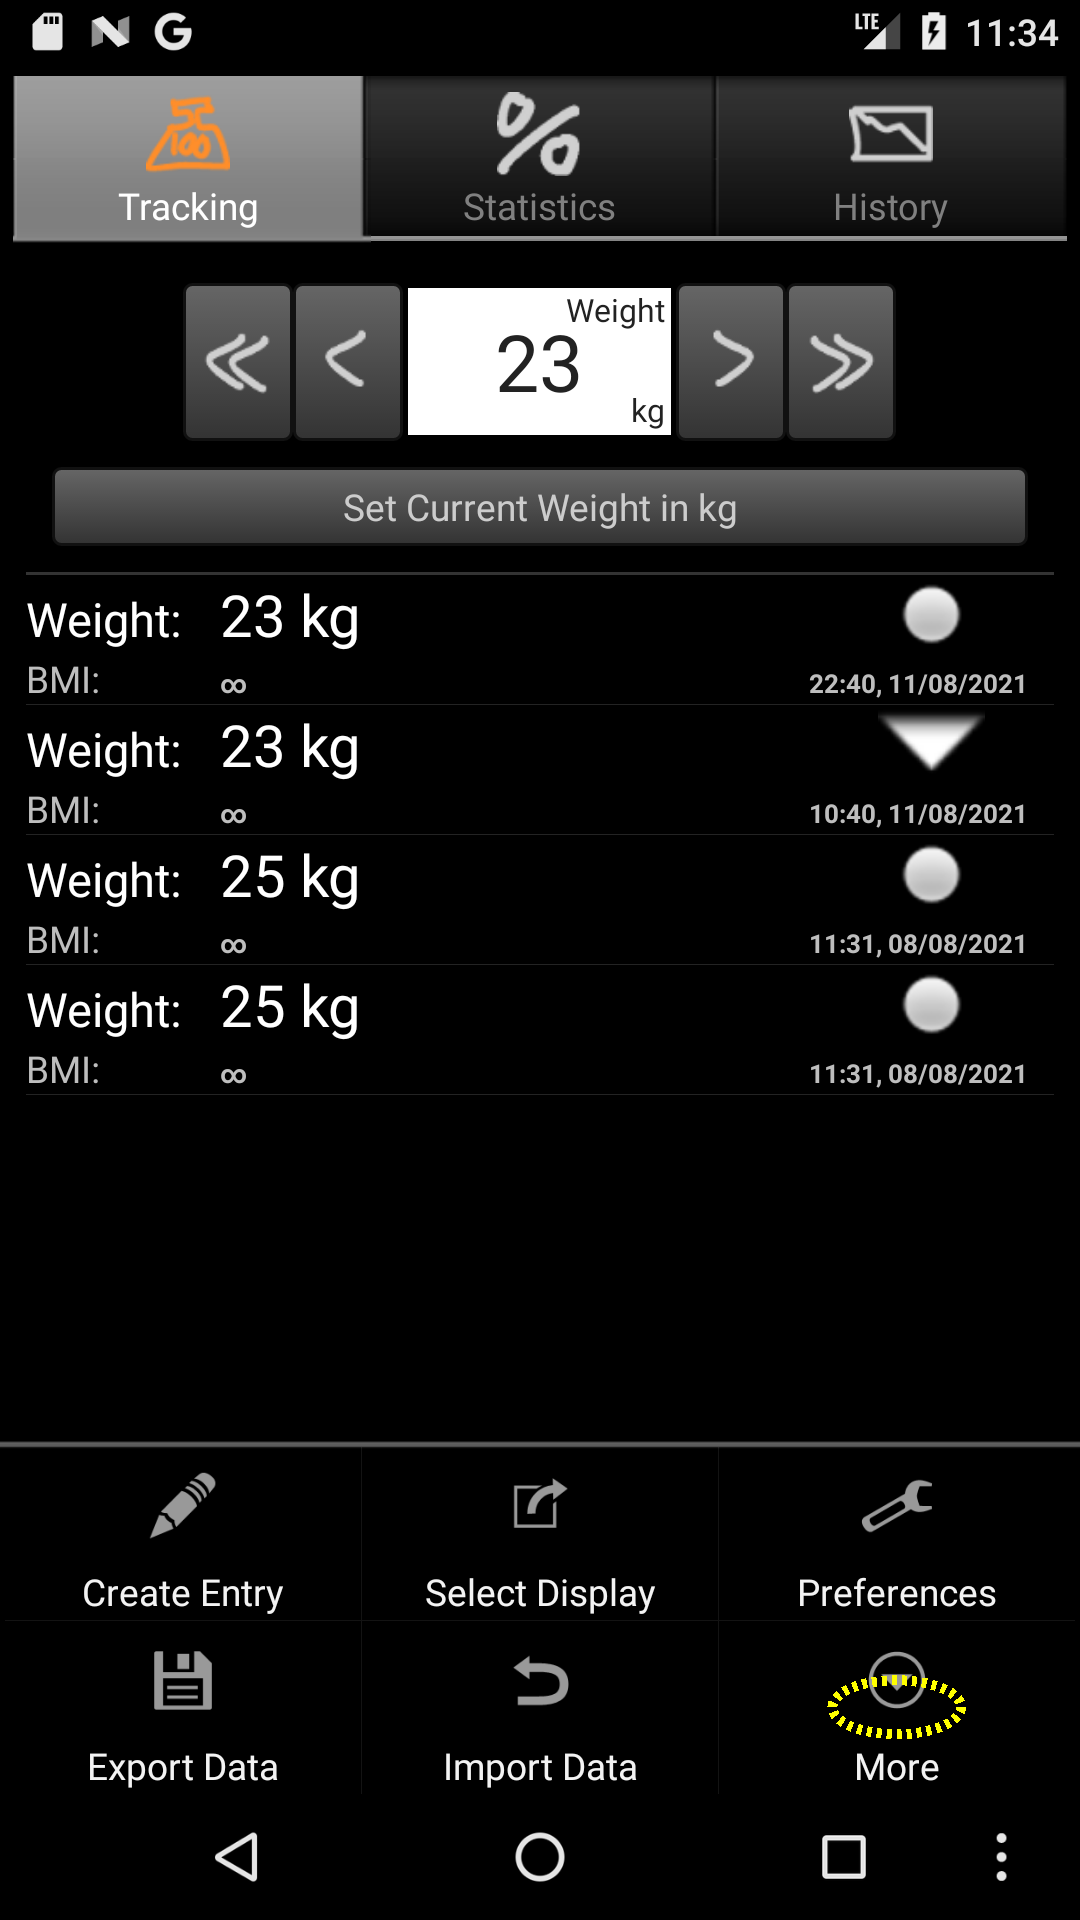 LTE 11:34
100
Tracking
%
Statistics
History
Weight
23
kg
Set Current Weight in kg
Weight: 23 kg
BMI: ∞ 22:40, 11/08/2021
Weight: 23 kg
BMI: ∞ 10:40, 11/08/2021
Weight: 25 kg
BMI: ∞ 11:31, 08/08/2021
Weight: 25 kg
BMI: ∞ 11:31, 08/08/2021
Create Entry
Select Display
Preferences
Export Data
Import Data
More